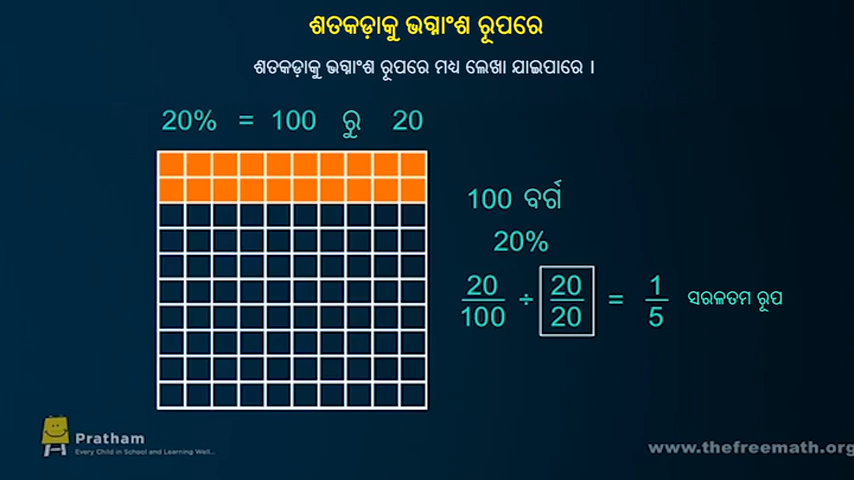 ଶତକଡ଼ାକୁ ଭଗ୍ନାଂଶ ରୂପରେ
ଶତକଡ଼ାକୁ ଭଗ୍ନାଂଶ ରୂପରେ ମଧ୍ୟ ଲେଖା ଯାଇପାରେ ।
20% = 100 ରୁ 20
100 ବର୍ଗ
20%
20/100 ÷ 20/20 = 1/5 ସରଳତମ ରୂପ
Pratham
Every Child in School and Learning Well...
www.thefreemath.org